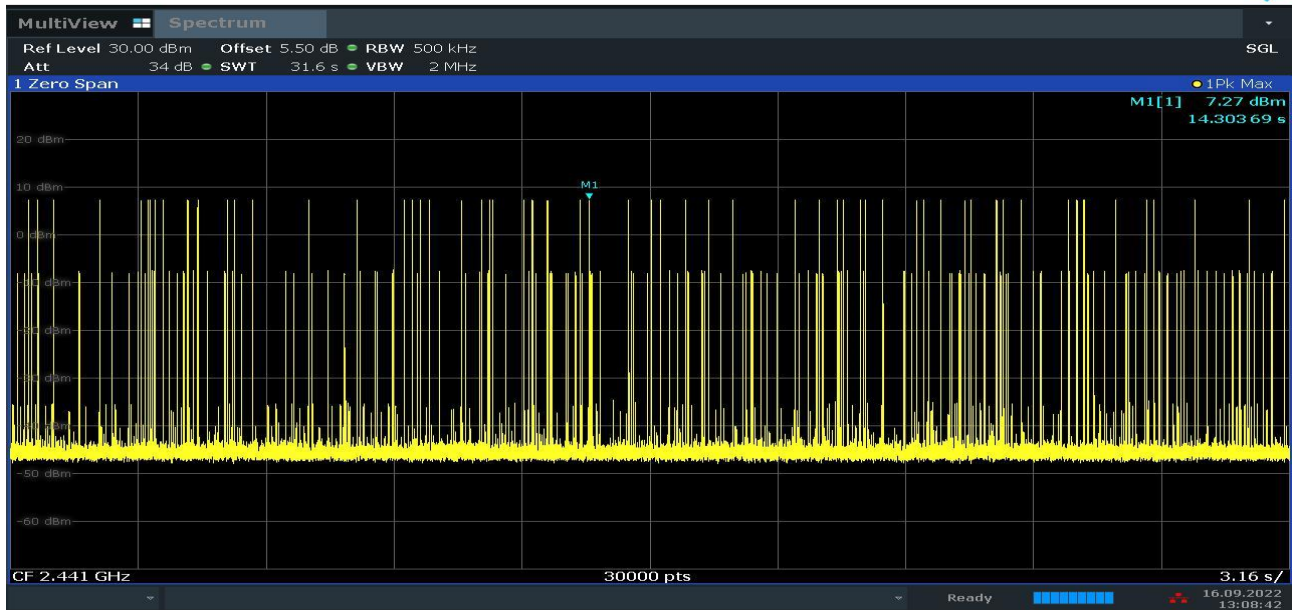 MultiView Spectrum
Ref Level 30.00 dBm Offset 5.50 dB RBW 500 kHz SGL
Att 34 dB SWT 31.6 s VBW 2 MHz
1 Zero Span 1Pk Max
M1[1] 7.27 dBm
14.303 69 s
20 dBm
10 dBm
M1
0 dBm
-50 dBm
-60 dBm
CF 2.441 GHz 30000 pts 3.16 s/
Ready 16.09.2022
13:08:42